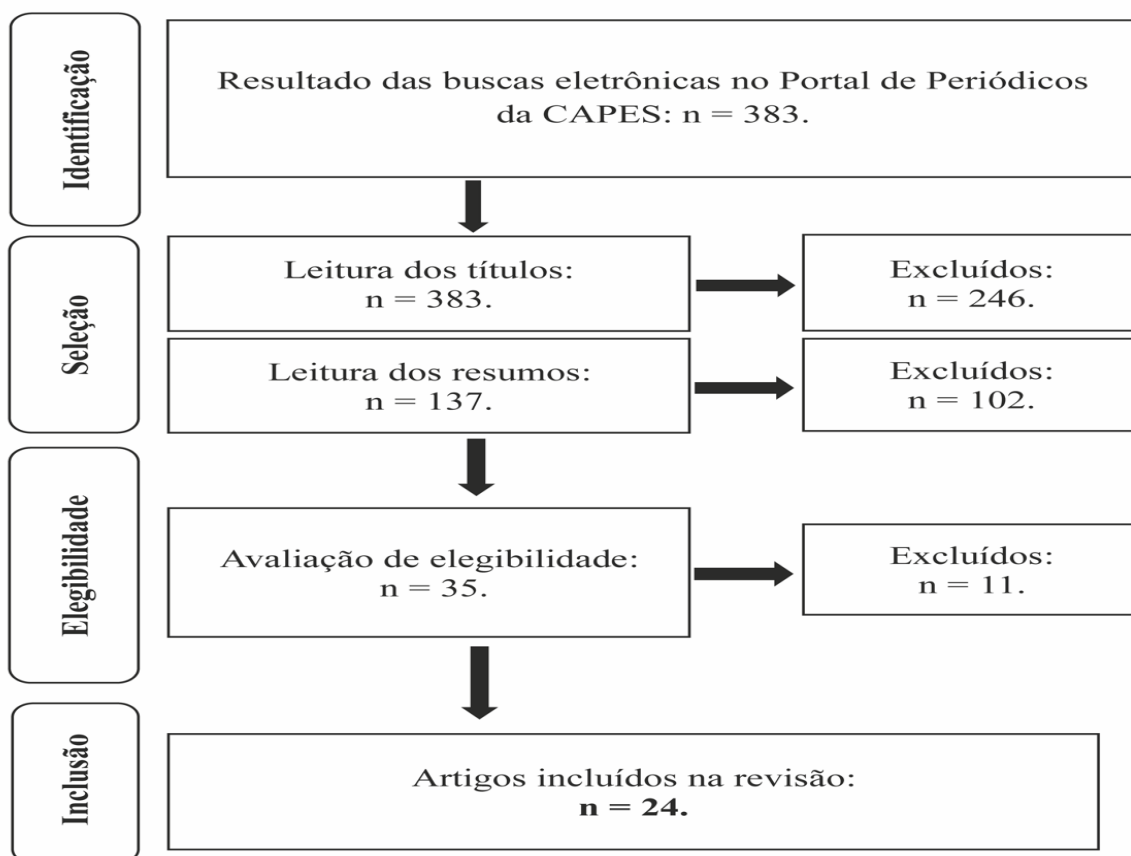 Identificação
Resultado das buscas eletrônicas no Portal de Periódicos
da CAPES: n = 383.
Seleção
Leitura dos títulos:
n = 383.
Excluídos:
n = 246.
Leitura dos resumos:
n = 137.
Excluídos:
n = 102.
Elegibilidade
Avaliação de elegibilidade:
n = 35.
Excluídos:
n = 11.
Inclusão
Artigos incluídos na revisão:
n = 24.